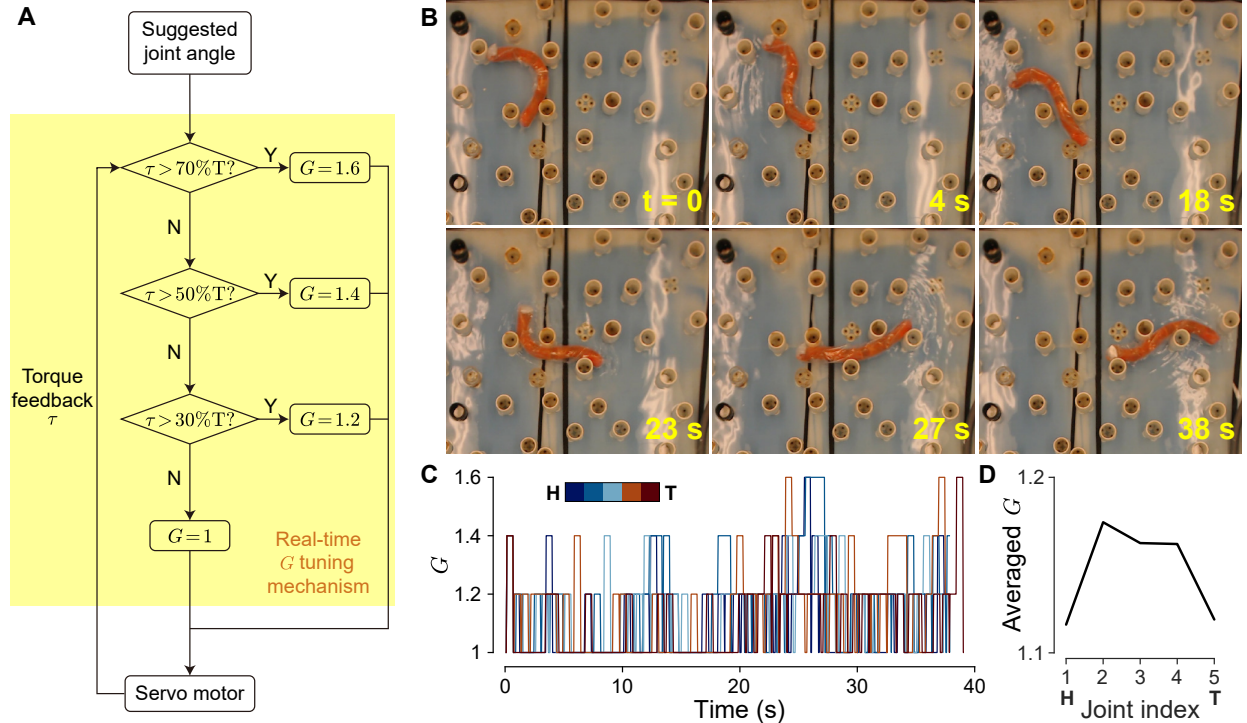 A
Suggested
joint angle
τ > 70%T?
Y
G = 1.6
N
τ > 50%T?
Y
G = 1.4
N
Torque
feedback
τ
τ > 30%T?
Y
G = 1.2
N
G = 1
Real-time
G tuning
mechanism
Servo motor
B
t = 0
4 s
18 s
23 s
27 s
38 s
C
H T
G
1.6
1.4
1.2
1
0 10 20 30 40
Time (s)
D
Averaged G
1.2
1.1
1 2 3 4 5
H T
Joint index